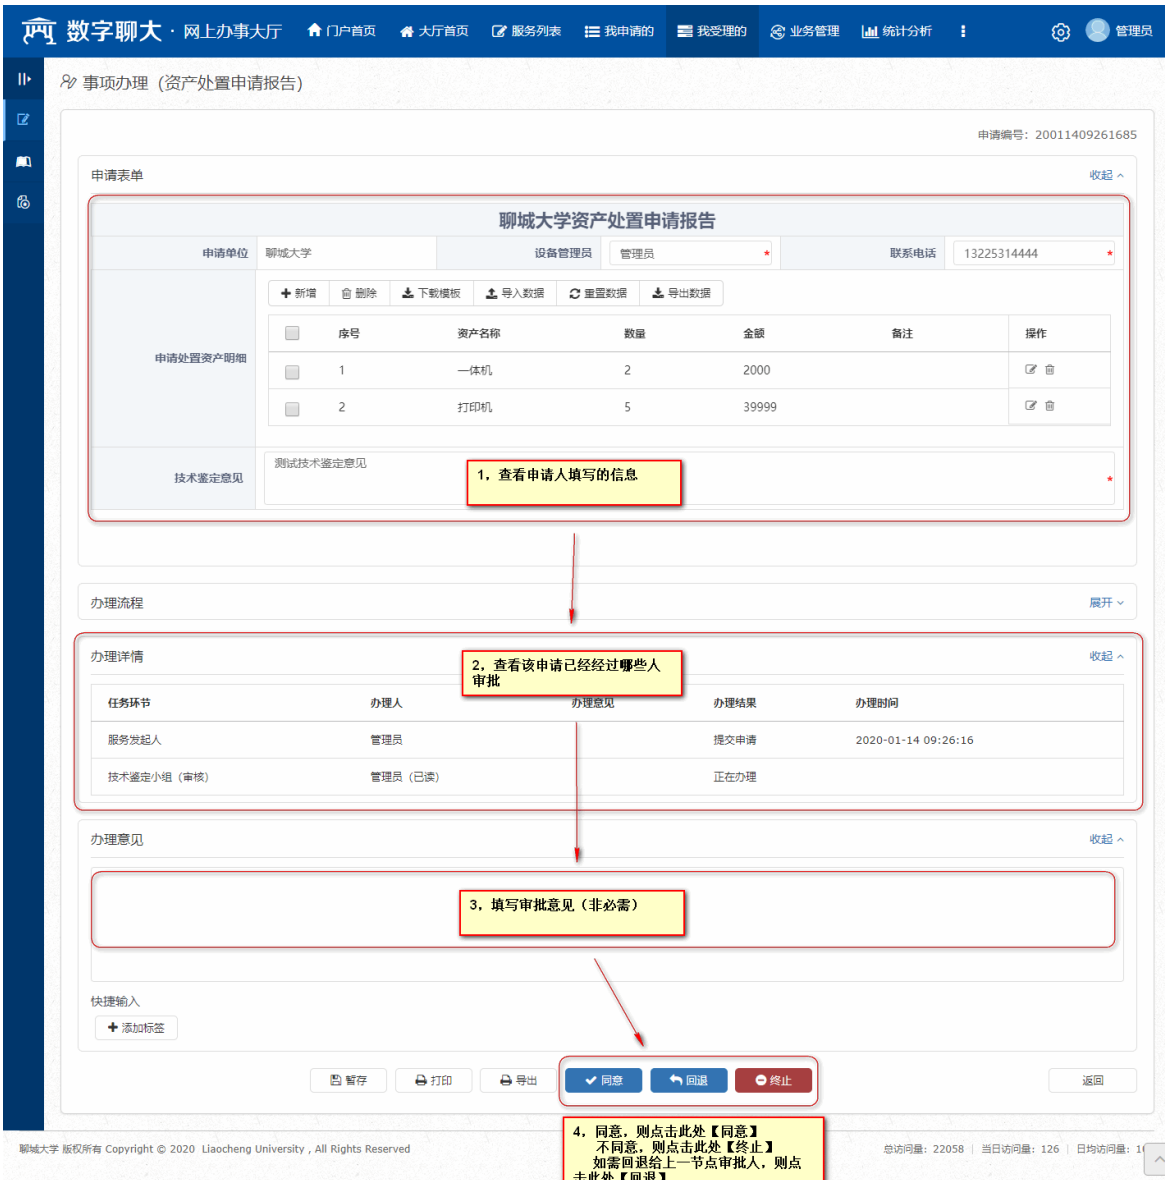 数字聊大 · 网上办事大厅 门户首页 大厅首页 服务列表 我申请的 我受理的 业务管理 统计分析 管理员
事项办理（资产处置申请报告）
申请编号：20011409261685
申请表单 收起
聊城大学资产处置申请报告
申请单位 聊城大学 设备管理员 管理员 * 联系电话 13225314444 *
新增 删除 下载模板 导入数据 重置数据 导出数据
序号 资产名称 数量 金额 备注 操作
申请处置资产明细
1 一体机 2 2000
2 打印机 5 39999
测试技术鉴定意见
技术鉴定意见 *
1，查看申请人填写的信息
办理流程 展开
办理详情 收起
2，查看该申请已经经过哪些人
审批
任务环节 办理人 办理意见 办理结果 办理时间
服务发起人 管理员 提交申请 2020-01-14 09:26:16
技术鉴定小组（审核） 管理员（已读） 正在办理
办理意见 收起
3，填写审批意见（非必需）
快捷输入
添加标签
暂存 打印 导出 同意 回退 终止 返回
4，同意，则点击此处【同意】
不同意，则点击此处【终止】
如需回退给上一节点审批人，则点
击此处【回退】
聊城大学 版权所有 Copyright © 2020 Liaocheng University , All Rights Reserved 总访问量：22058 | 当日访问量：126 | 日均访问量：